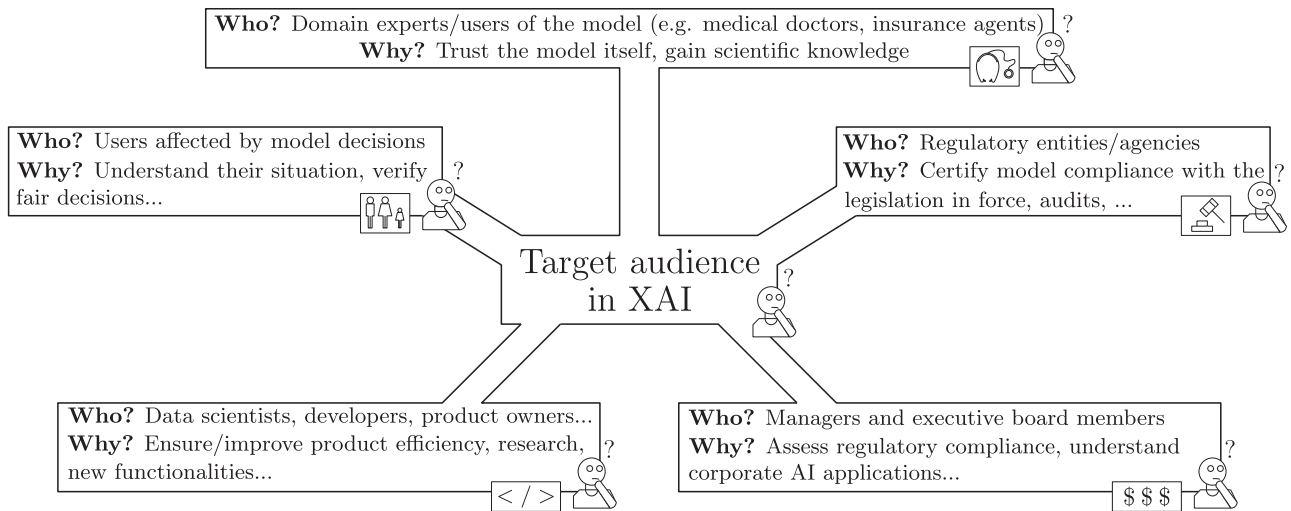 Who? Domain experts/users of the model (e.g. medical doctors, insurance agents)
?
Why? Trust the model itself, gain scientific knowledge
Who? Users affected by model decisions
Why? Understand their situation, verify
?
fair decisions...
Who? Regulatory entities/agencies
Why? Certify model compliance with the
?
legislation in force, audits, ...
Target audience
in XAI
?
Who? Data scientists, developers, product owners...
Why? Ensure/improve product efficiency, research,
?
new functionalities...
</>
Who? Managers and executive board members
Why? Assess regulatory compliance, understand
?
corporate AI applications...
$ $ $